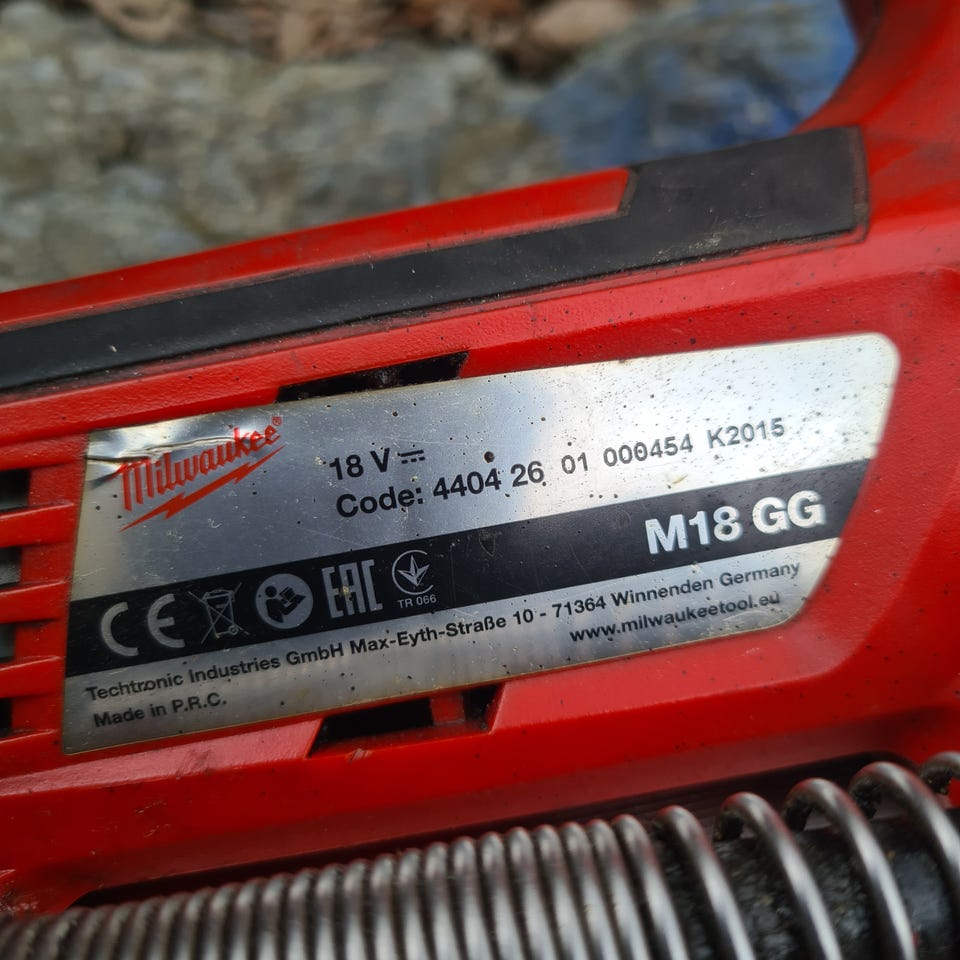 Milwaukee®
18 V
Code: 4404 26 01 000454 K2015
M18 GG
CE EAC
TR 066
Techtronic Industries GmbH Max-Eyth-Straße 10 - 71364 Winnenden Germany
www.milwaukeetool.eu
Made in P.R.C.